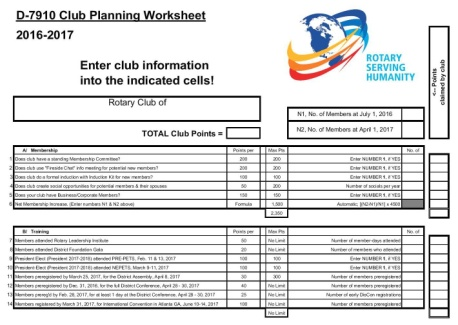 D-7910 Club Planning Worksheet
2016-2017
Enter club information
into the indicated cells!
ROTARY
SERVING
HUMANITY
<-- Points
claimed by club
Rotary Club of
TOTAL Club Points =
N1, No. of Members at July 1, 2016
N2, No. of Members at April 1, 2017
A/ Membership Points per Max Pts No. of
1 Does club have a standing Membership Committee? 200 200 Enter NUMBER 1, if YES
2 Does club use "Fireside Chat" info meeting for potential new members? 200 200 Enter NUMBER 1, if YES
3 Does club do a formal induction with Induction Kit for new members? 100 100 Enter NUMBER 1, if YES
4 Does club create social opportunities for potential members & their spouses 50 200 Number of socials per year
5 Does your club have Business/Corporate Members? 100 100 Enter NUMBER 1, if YES
6 Net Membership Increase. (Enter numbers N1 & N2 above) Formula 1,500 Automatic
2,350
B/ Training Points per Max Pts No. of
7 Members attended Rotary Leadership Institute 50 No Limit Number of member-days attended
8 Members attended District Foundation Gala 20 No Limit Number of members who attended
9 President-Elect (President 2017-2018) attended PRE-PETS, Feb. 11 & 13, 2017 100 100 Enter NUMBER 1, if YES
10 President-Elect (President 2017-2018) attended NEPETS, March 9-11, 2017 100 100 Enter NUMBER 1, if YES
11 Members preregistered by March 25, 2017, for the District Assembly, April 8, 2017 30 300 Number of members preregistered
12 Members preregistered by Dec. 31, 2016, for the full District Conference, April 28 - 30, 2017 40 No Limit Number of members preregistered
13 Members prereg'd by Feb. 28, 2017, for at least 1 day at the District Conference, April 28 - 30, 2017 25 No Limit Number of early DisCon registrations
14 Members registered by March 31, 2017, for International Convention in Atlanta GA, June 10-14, 2017 100 No Limit Number of members preregistered
No Limit